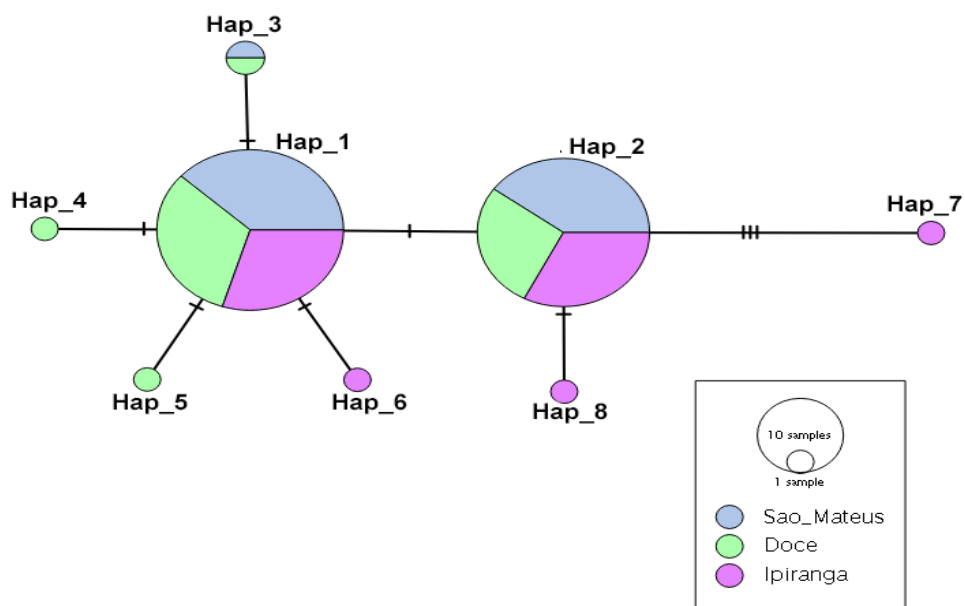 Hap_3
Hap_1
Hap_2
Hap_4
Hap_7
Hap_5
Hap_6
Hap_8
10 samples
1 sample
Sao_Mateus
Doce
Ipiranga